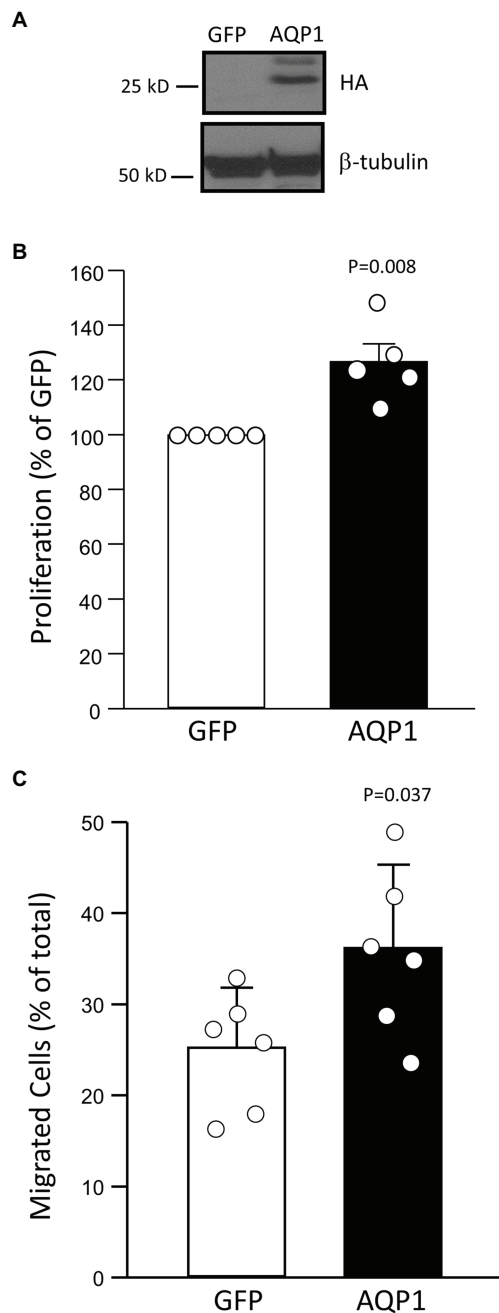 A
GFP AQP1
25 kD
HA
50 kD
β-tubulin
B
Proliferation (% of GFP)
160
140
120
100
80
60
40
20
0
P=0.008
GFP AQP1
C
Migrated Cells (% of total)
50
40
30
20
10
0
P=0.037
GFP AQP1